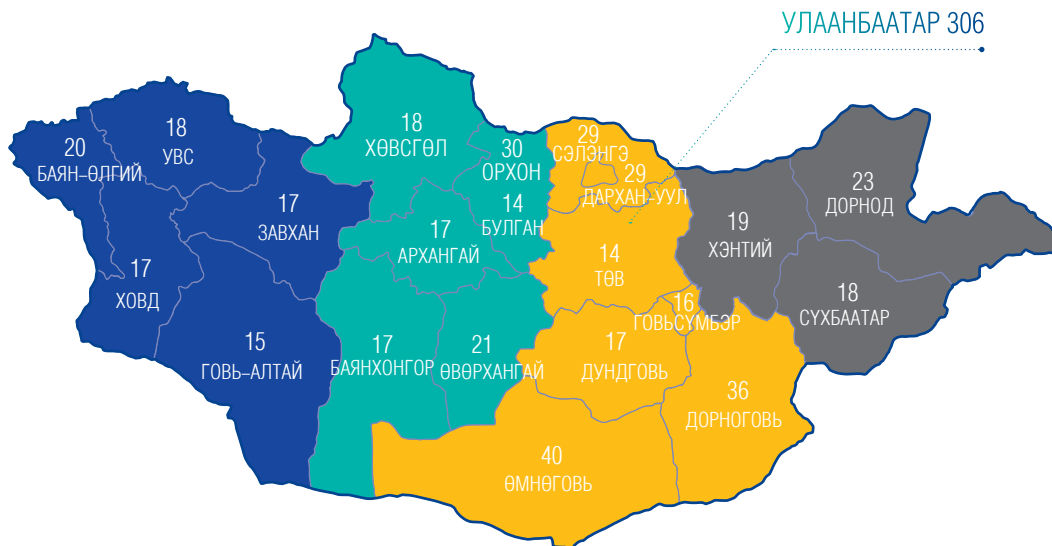 УЛААНБААТАР 306
20
БАЯН-ӨЛГИЙ
18
УВС
17
ЗАВХАН
17
ХОВД
15
ГОВЬ-АЛТАЙ
18
ХӨВСГӨЛ
30
ОРХОН
14
БУЛГАН
17
АРХАНГАЙ
17
БАЯНХОНГОР
21
ӨВӨРХАНГАЙ
29
СЭЛЭНГЭ
29
ДАРХАН-УУЛ
14
ТӨВ
16
ГОВЬСҮМБЭР
17
ДУНДГОВЬ
36
ДОРНОГОВЬ
40
ӨМНӨГОВЬ
19
ХЭНТИЙ
23
ДОРНОД
18
СҮХБААТАР